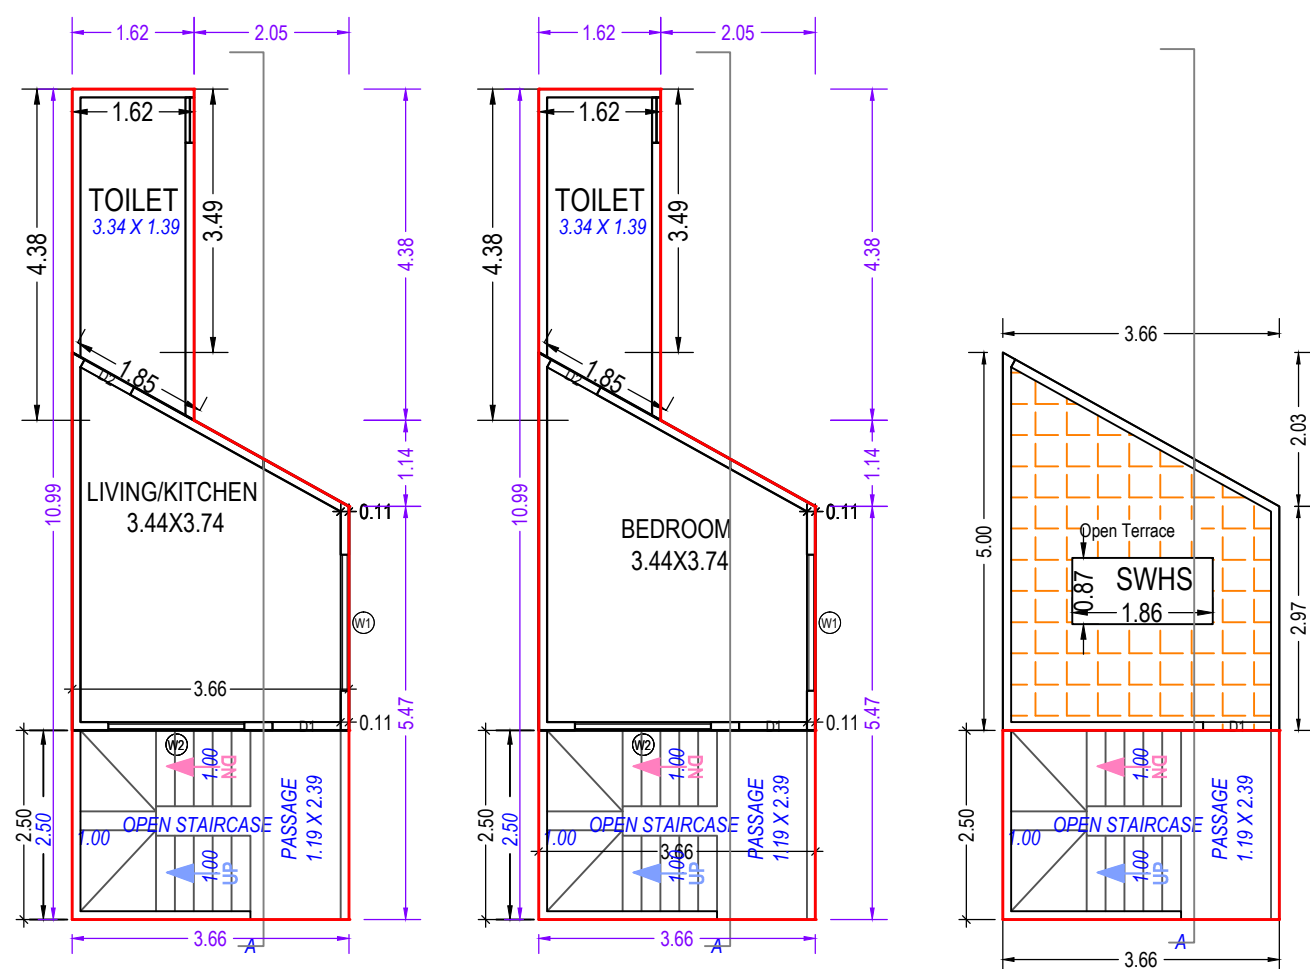 1.62
2.05
1.62
TOILET
3.34 X 1.39
3.49
4.38
4.38
1.85
D2
10.99
1.14
LIVING/KITCHEN
3.44X3.74
0.11
W1
3.66
5.47
0.11
D1
W2
1.00
DN
2.50
2.50
1.00
OPEN STAIRCASE
PASSAGE
1.19 X 2.39
1.00
UP
3.66
A
1.62
2.05
1.62
TOILET
3.34 X 1.39
3.49
4.38
4.38
1.85
D2
10.99
1.14
BEDROOM
3.44X3.74
0.11
W1
5.47
0.11
D1
W2
1.00
DN
2.50
2.50
1.00
OPEN STAIRCASE
PASSAGE
1.19 X 2.39
3.66
1.00
UP
3.66
A
3.66
2.03
5.00
Open Terrace
SWHS
0.87
1.86
2.97
D1
1.00
DN
2.50
1.00
OPEN STAIRCASE
PASSAGE
1.19 X 2.39
1.00
UP
A
3.66